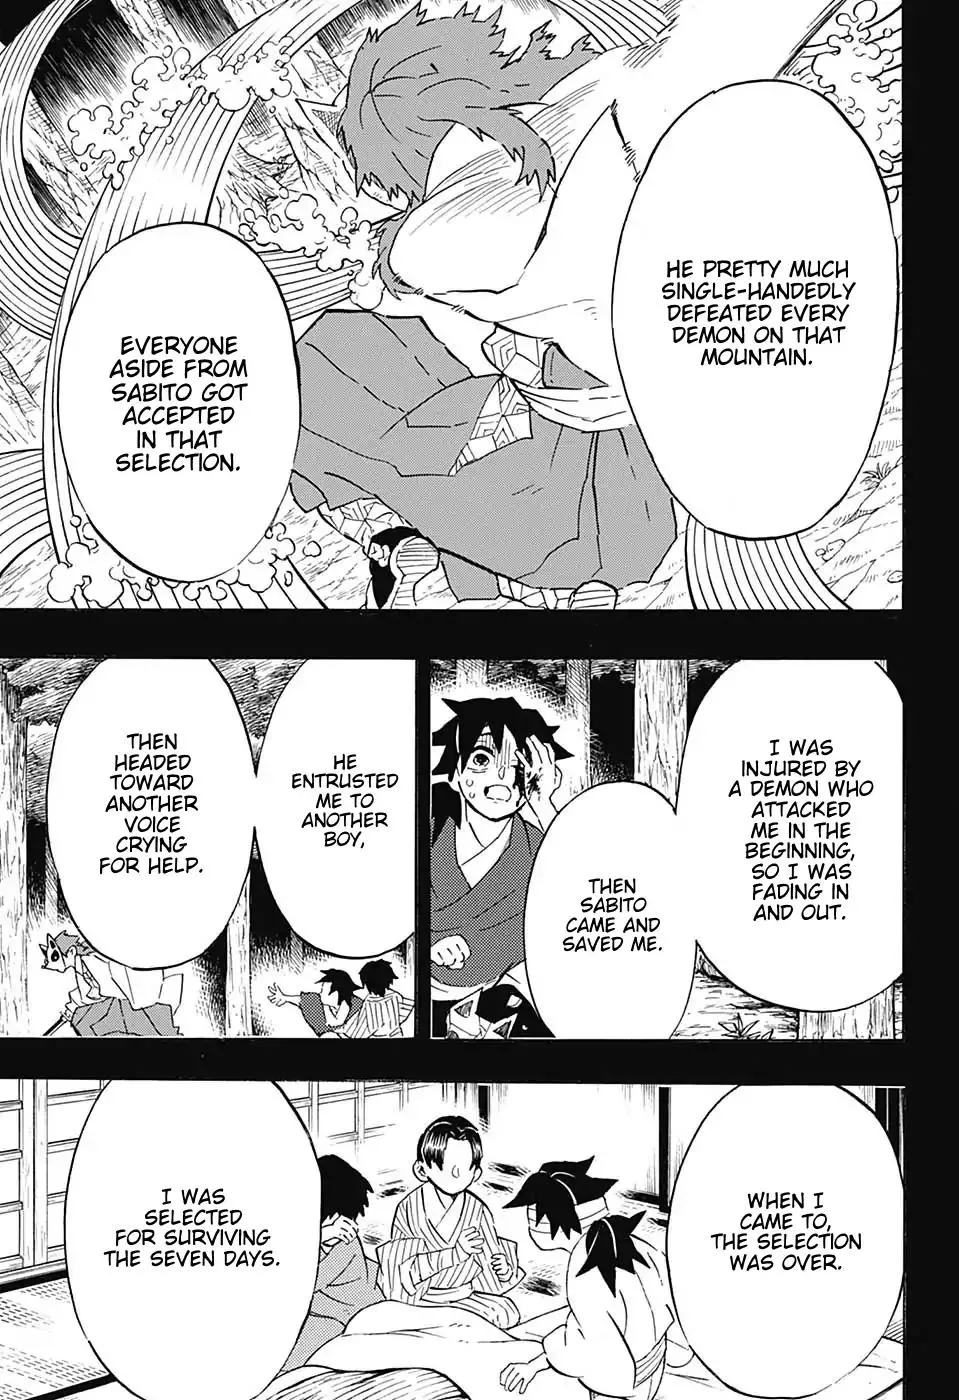 HE PRETTY MUCH
SINGLE-HANDEDLY
DEFEATED EVERY
DEMON ON THAT
MOUNTAIN.
EVERYONE
ASIDE FROM
SABITO GOT
ACCEPTED
IN THAT
SELECTION.
I WAS
INJURED BY
A DEMON WHO
ATTACKED
ME IN THE
BEGINNING,
SO I WAS
FADING IN
AND OUT.
THEN
SABITO
CAME AND
SAVED ME.
HE
ENTRUSTED
ME TO
ANOTHER
BOY,
THEN
HEADED
TOWARD
ANOTHER
VOICE
CRYING
FOR HELP.
WHEN I
CAME TO,
THE SELECTION
WAS OVER.
I WAS
SELECTED
FOR SURVIVING
THE SEVEN DAYS.